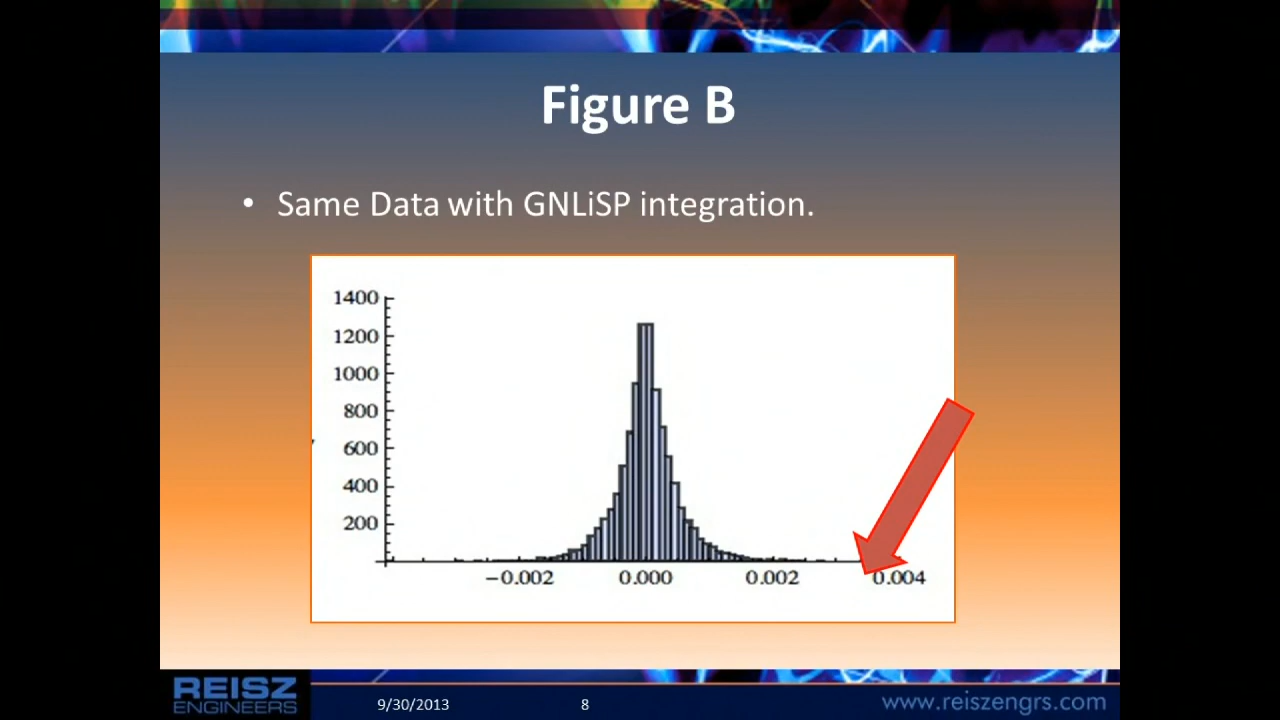 Figure B
• Same Data with GNLiSP integration.
1400
1200
1000
800
600
400
200
−0.002 0.000 0.002 0.004
REISZ
ENGINEERS
9/30/2013 8 www.reiszengrs.com